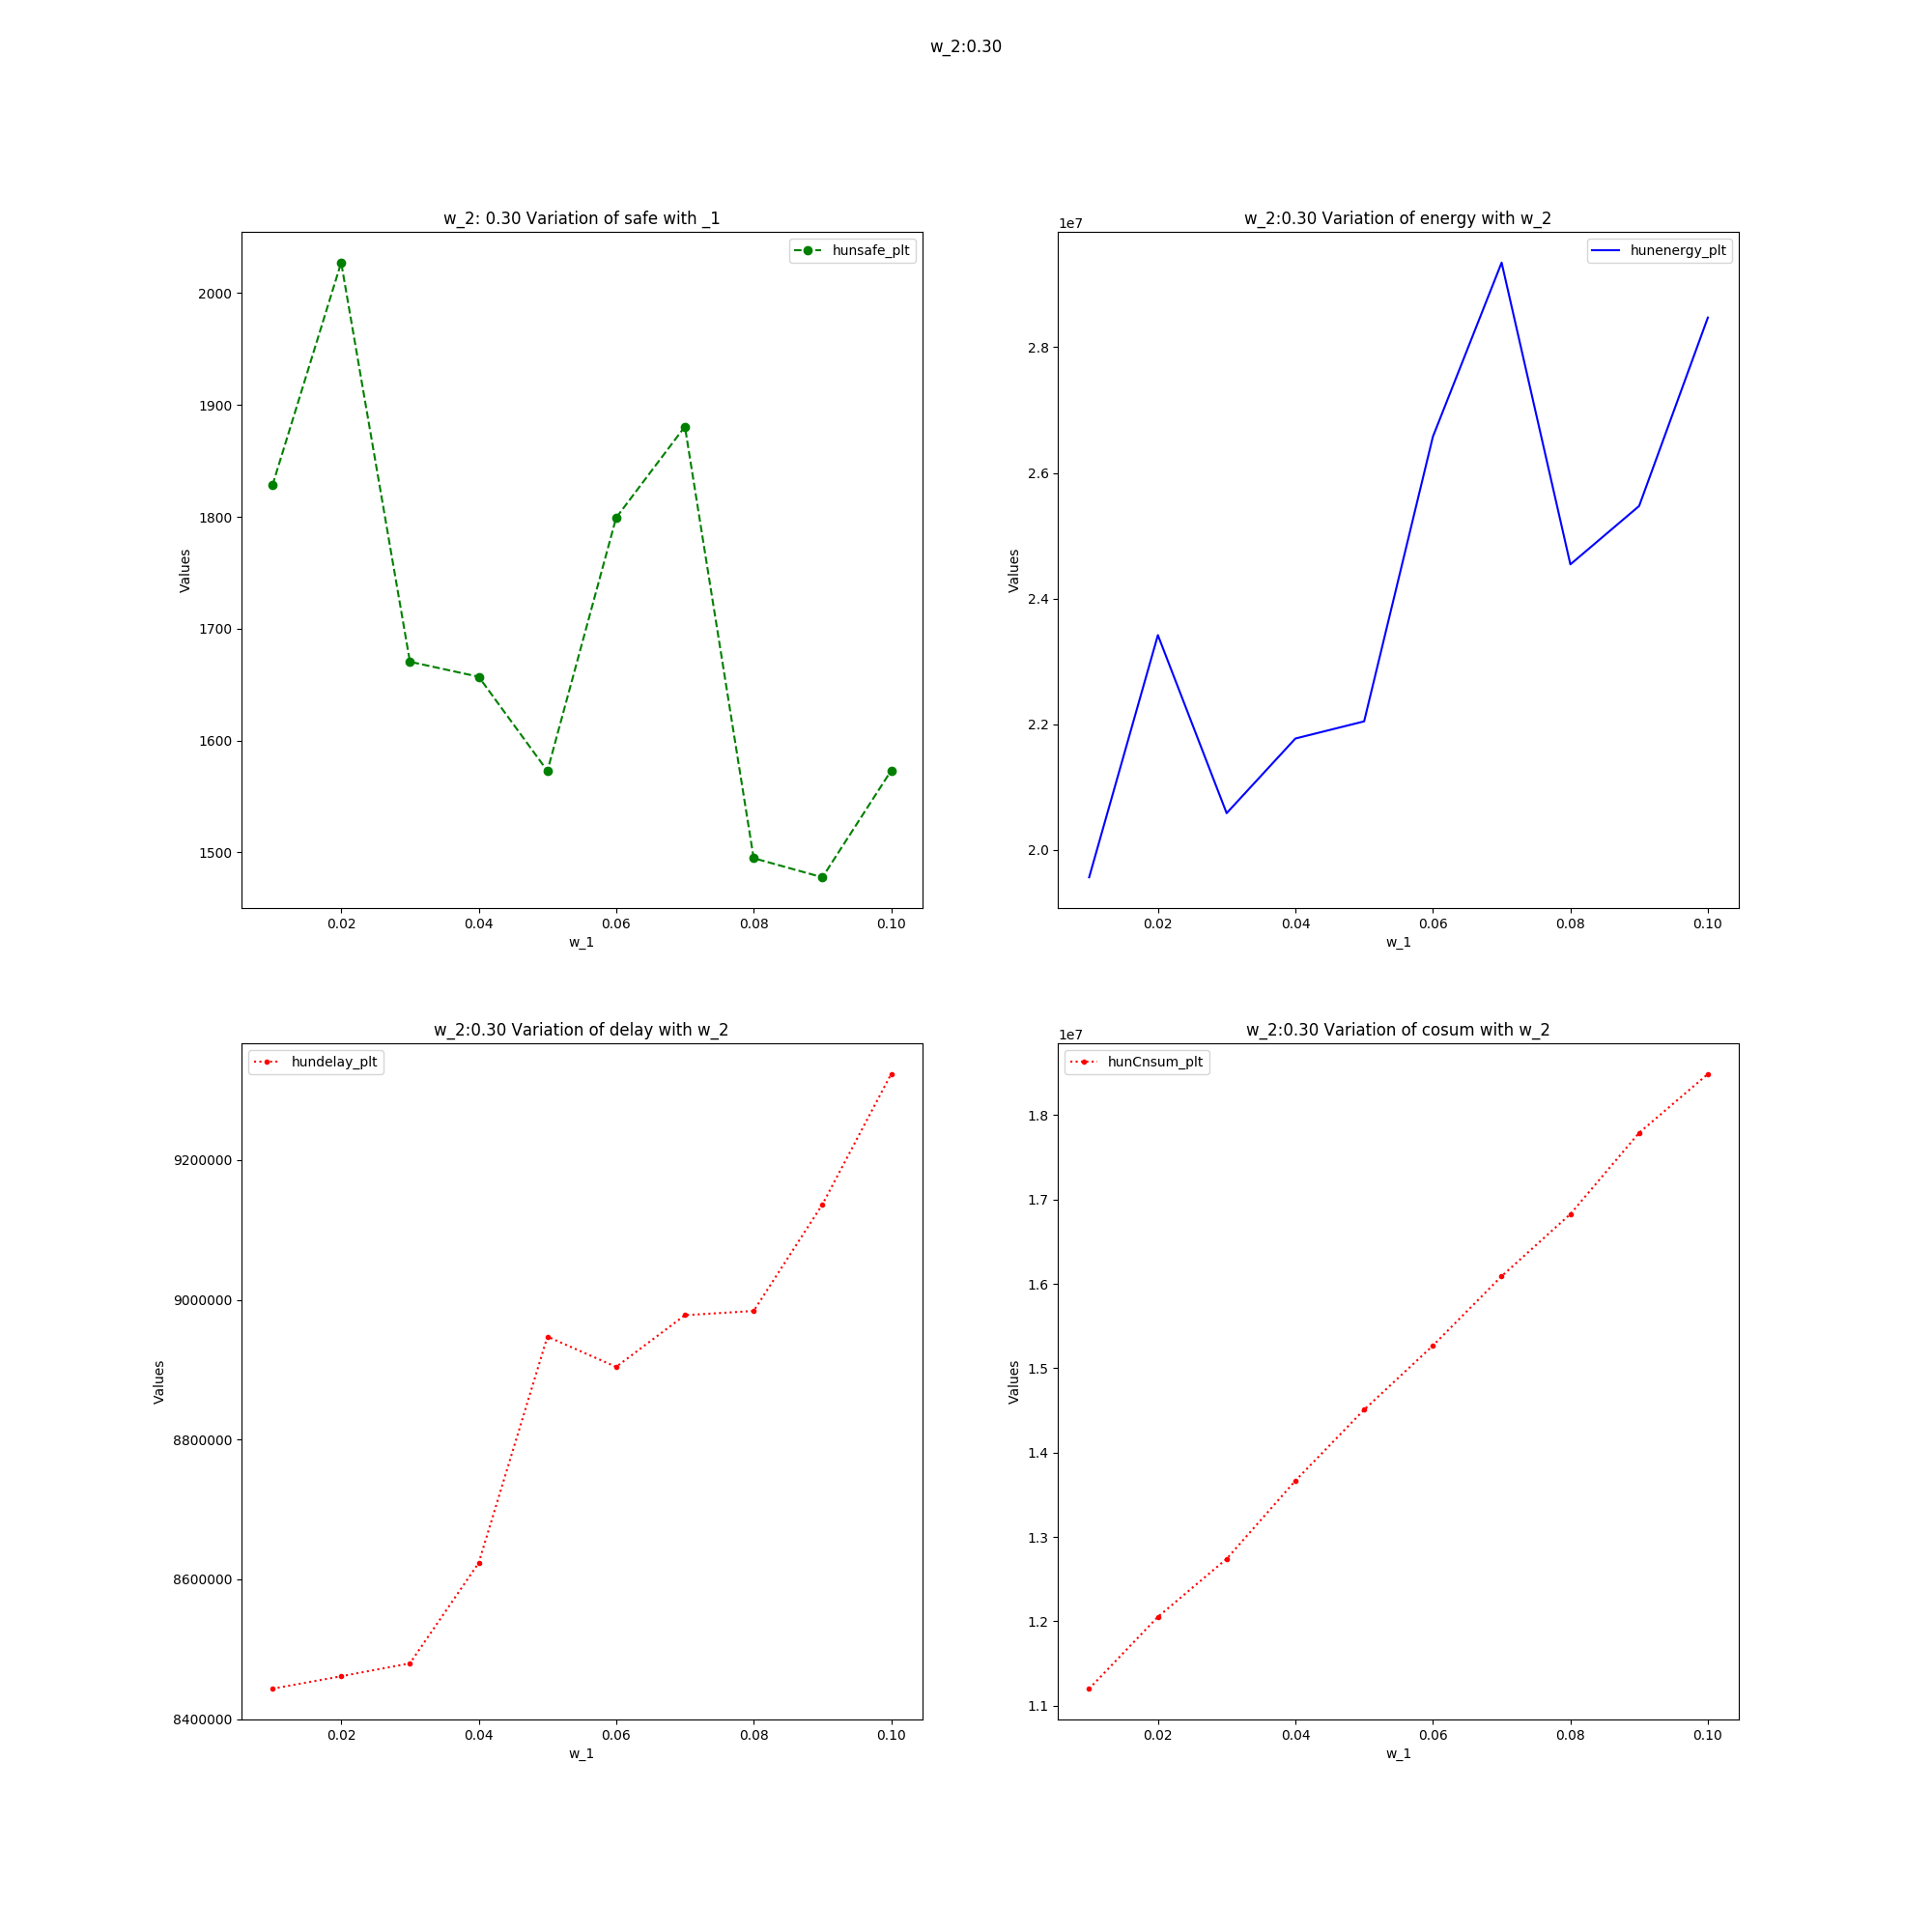 w_2:0.30
w_2: 0.30 Variation of safe with _1
hunsafe_plt
2000
1900
1800
1700
1600
1500
Values
0.02 0.04 0.06 0.08 0.10
w_1
w_2:0.30 Variation of energy with w_2
1e7
hunenergy_plt
2.8
2.6
2.4
2.2
2.0
Values
0.02 0.04 0.06 0.08 0.10
w_1
w_2:0.30 Variation of delay with w_2
hundelay_plt
9200000
9000000
8800000
8600000
8400000
Values
0.02 0.04 0.06 0.08 0.10
w_1
w_2:0.30 Variation of cosum with w_2
1e7
hunCnsum_plt
1.8
1.7
1.6
1.5
1.4
1.3
1.2
1.1
Values
0.02 0.04 0.06 0.08 0.10
w_1